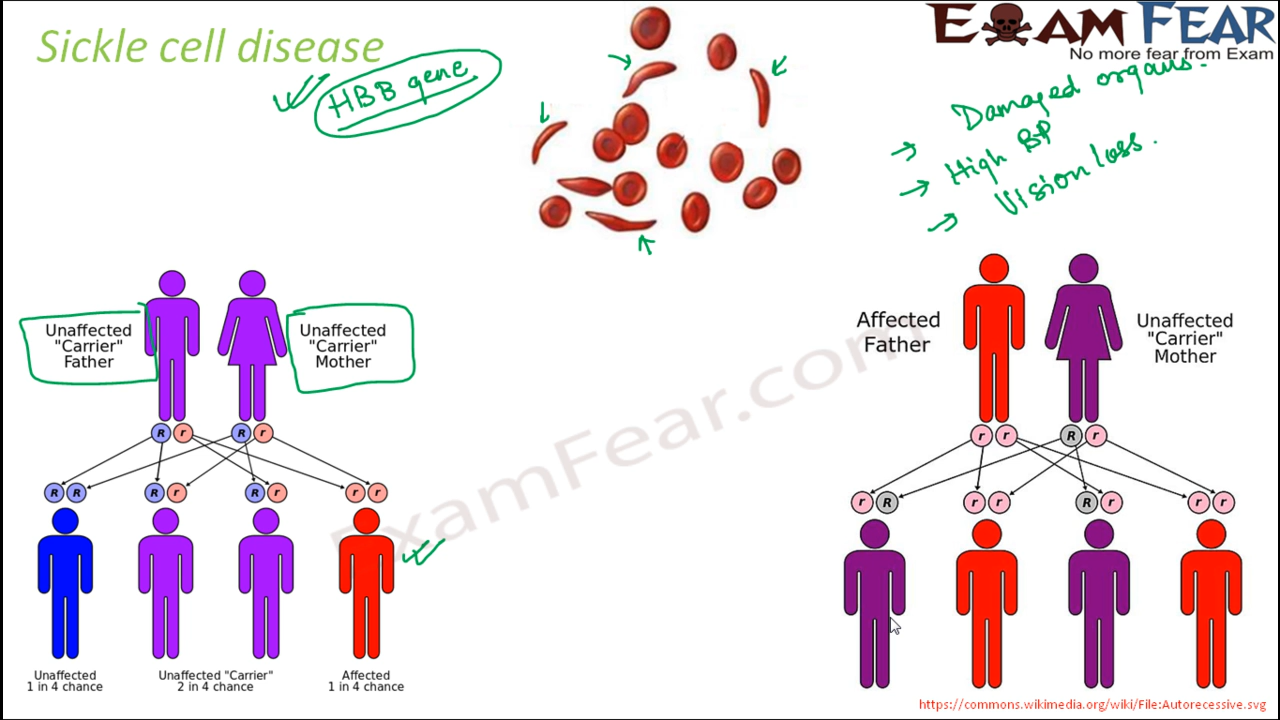 Sickle cell disease
HBB gene
EXAM FEAR
No more fear from Exam
Damaged organs.
High BP
Vision loss.
Unaffected
"Carrier"
Father
Unaffected
"Carrier"
Mother
R r R r
R R R r R r r r
Unaffected
1 in 4 chance
Unaffected "Carrier"
2 in 4 chance
Affected
1 in 4 chance
Affected
Father
Unaffected
"Carrier"
Mother
r r R r
r R r r R r r r
ExamFear.com
https://commons.wikimedia.org/wiki/File:Autorecessive.svg